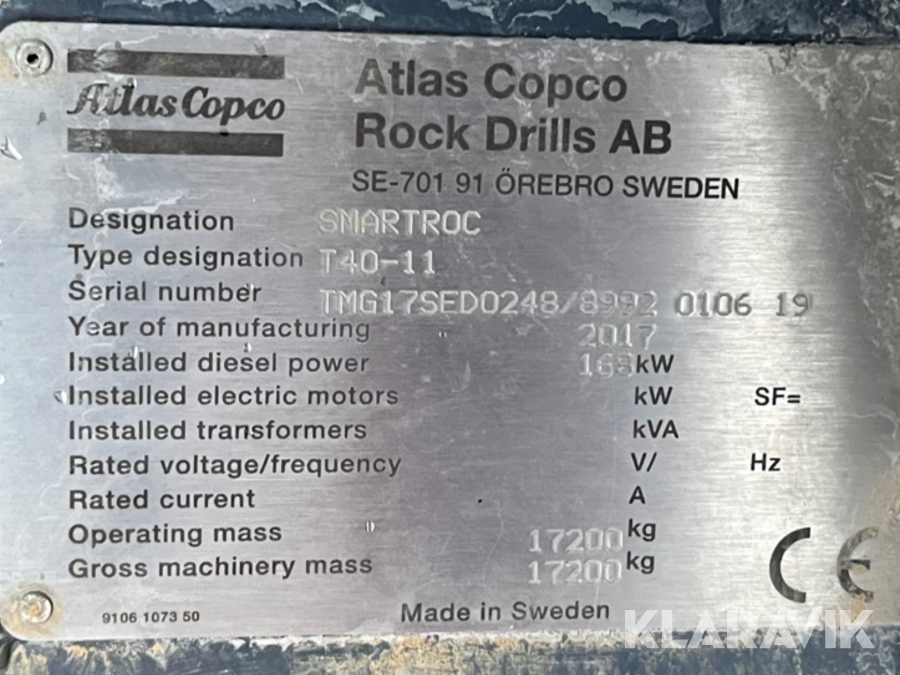 Atlas Copco
Atlas Copco
Rock Drills AB
SE-701 91 ÖREBRO SWEDEN
Designation SMARTROC
Type designation T40-11
Serial number TMG17SED0248/8992 0106 19
Year of manufacturing 2017
Installed diesel power 168 kW
Installed electric motors kW SF=
Installed transformers kVA
Rated voltage/frequency V/ Hz
Rated current A
Operating mass 17200 kg
Gross machinery mass 17200 kg
CE
9106 1073 50 Made in Sweden
KLARAVIK